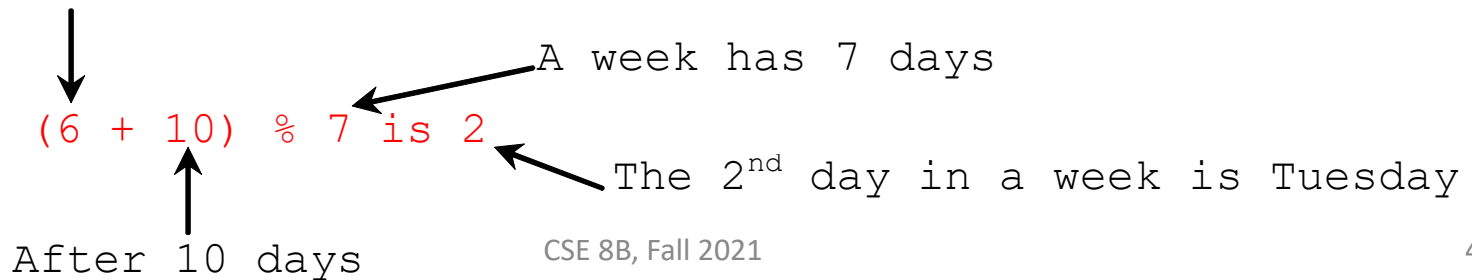 A week has 7 days
(6 + 10) % 7 is 2
The 2nd day in a week is Tuesday
After 10 days
CSE 8B, Fall 2021
4